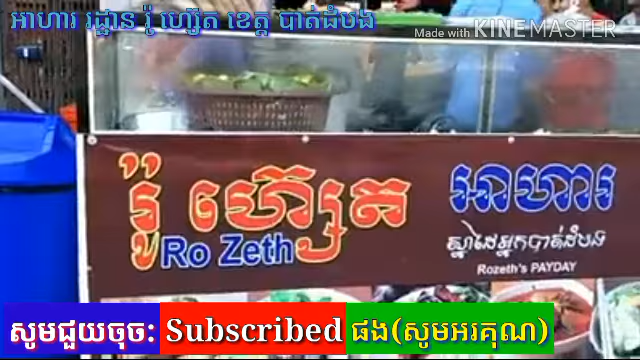 អាហារ រដ្ឋាន រ៉ូ ហ្សើត ខេត្ត បាត់ដំបង
Made with KINEMASTER
រ៉ូ ហ៊្សេត
អាហារ
Ro Zeth
ស្នាដៃអ្នកបាត់ដំបង
Rozeth's PAYDAY
សូមជួយចុច: Subscribed ផង(សូមអរគុណ)